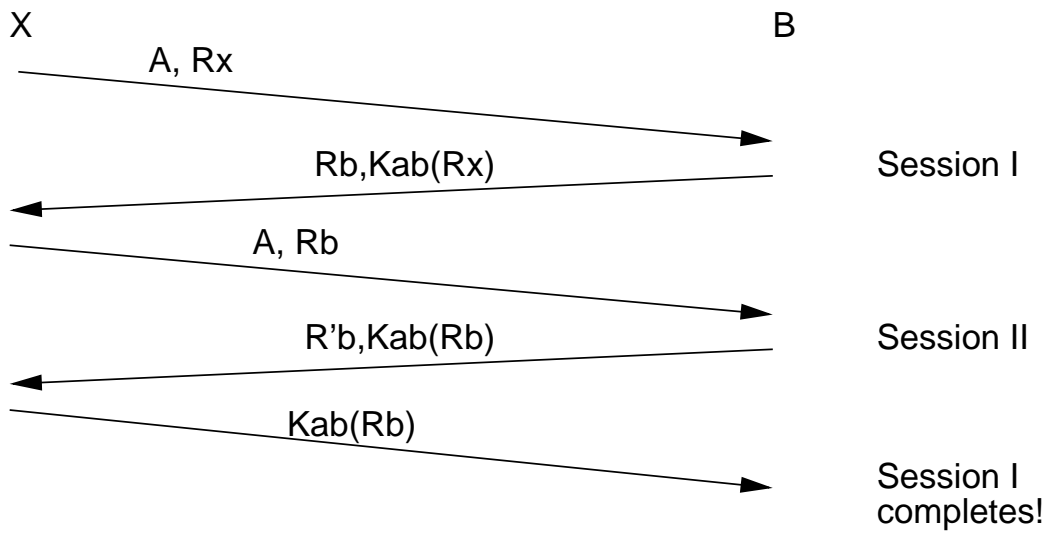 X
B
A, Rx
Rb,Kab(Rx)
Session I
A, Rb
R'b,Kab(Rb)
Session II
Kab(Rb)
Session I
completes!